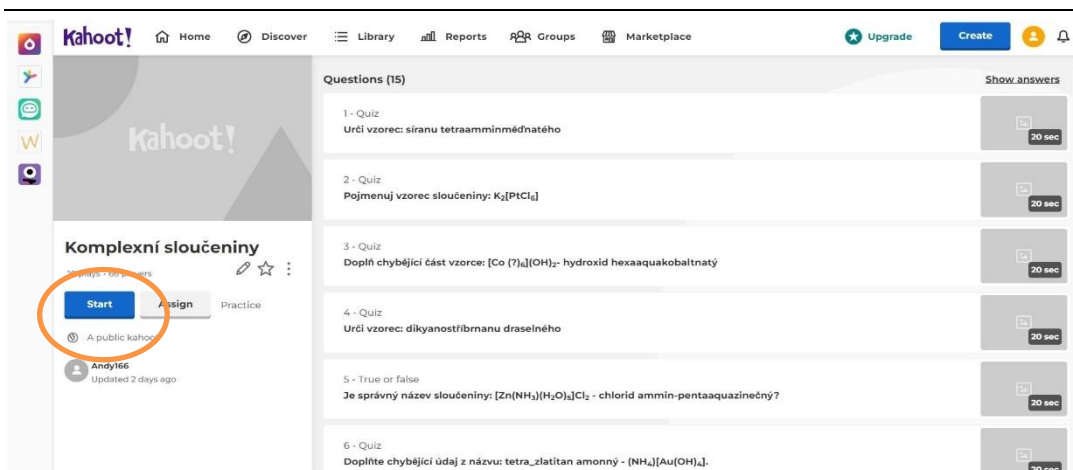 Kahoot!
Home
Discover
Library
Reports
Groups
Marketplace
Upgrade
Create
Kahoot!
Komplexní sloučeniny
Start
Assign
Practice
A public kahoot
Andy166
Updated 2 days ago
Questions (15)
Show answers
1 - Quiz
Urči vzorec: síranu tetraamminměďnatého
20 sec
2 - Quiz
Pojmenuj vzorec sloučeniny: K₂[PtCl₆]
20 sec
3 - Quiz
Doplň chybějící část vzorce: [Co (?)₆](OH)₂- hydroxid hexaaquakobaltnatý
20 sec
4 - Quiz
Urči vzorec: dikyanostříbrnanu draselného
20 sec
5 - True or false
Je správný název sloučeniny: [Zn(NH₃)(H₂O)₅]Cl₂ - chlorid ammin-pentaaquazinečný?
20 sec
6 - Quiz
Doplňte chybějící údaj z názvu: tetra_zlatitan amonný - (NH₄)[Au(OH)₄].
20 sec